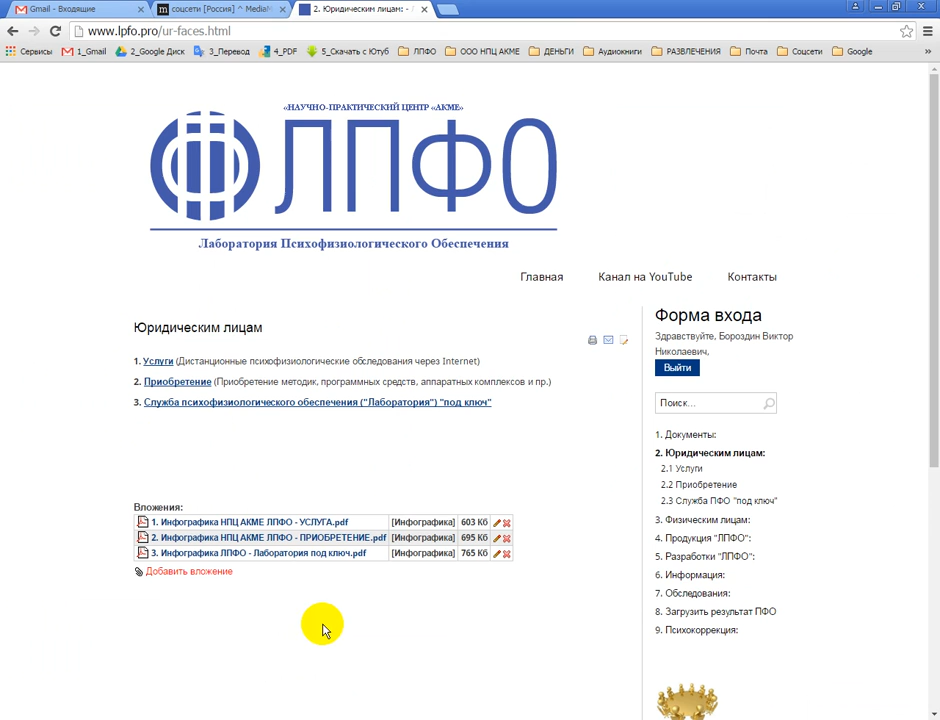 Gmail - Входящие
соцсети [Россия] ^ MediaM
2. Юридическим лицам: - Л
www.lpfo.pro/ur-faces.html
Сервисы
1_Gmail
2_Google Диск
3_Перевод
4_PDF
5_Скачать с Ютуб
ЛПФО
ООО НПЦ АКМЕ
ДЕНЬГИ
Аудиокниги
РАЗВЛЕЧЕНИЯ
Почта
Соцсети
Google
»
«НАУЧНО-ПРАКТИЧЕСКИЙ ЦЕНТР «АКМЕ»
ЛПФО
Лаборатория Психофизиологического Обеспечения
Главная
Канал на YouTube
Контакты
Юридическим лицам
1. Услуги (Дистанционные психофизиологические обследования через Internet)
2. Приобретение (Приобретение методик, программных средств, аппаратных комплексов и пр.)
3. Служба психофизиологического обеспечения ("Лаборатория") "под ключ"
Вложения:
1. Инфографика НПЦ АКМЕ ЛПФО - УСЛУГА.pdf [Инфографика] 603 Кб
2. Инфографика НПЦ АКМЕ ЛПФО - ПРИОБРЕТЕНИЕ.pdf [Инфографика] 695 Кб
3. Инфографика ЛПФО - Лаборатория под ключ.pdf [Инфографика] 765 Кб
Добавить вложение
Форма входа
Здравствуйте, Бороздин Виктор
Николаевич,
Выйти
Поиск...
1. Документы:
2. Юридическим лицам:
2.1 Услуги
2.2 Приобретение
2.3 Служба ПФО "под ключ"
3. Физическим лицам:
4. Продукция "ЛПФО":
5. Разработки "ЛПФО":
6. Информация:
7. Обследования:
8. Загрузить результат ПФО
9. Психокоррекция: